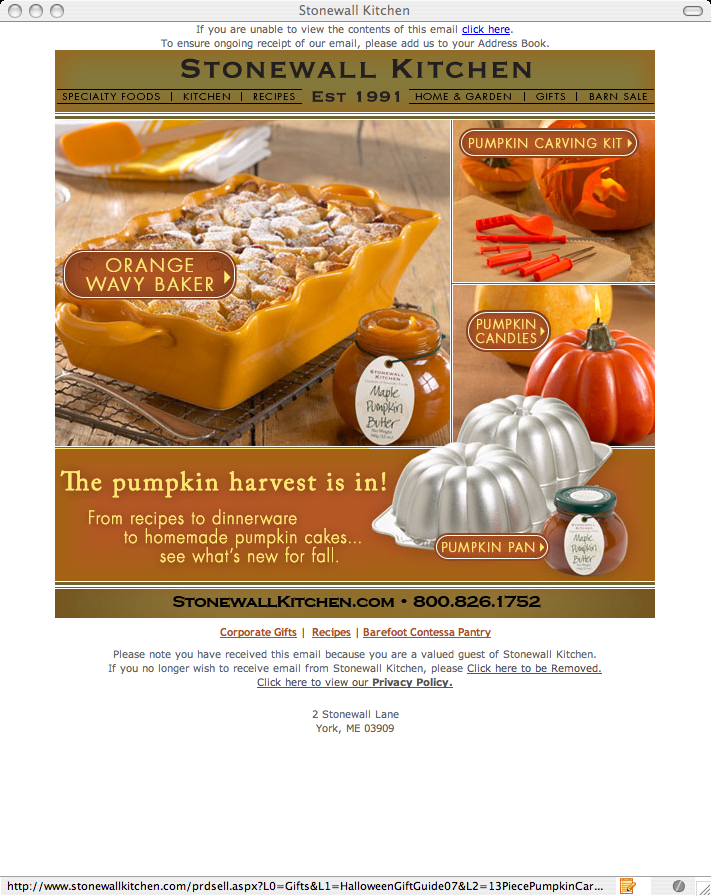 Stonewall Kitchen
If you are unable to view the contents of this email click here.
To ensure ongoing receipt of our email, please add us to your Address Book.
STONEWALL KITCHEN
SPECIALTY FOODS | KITCHEN | RECIPES EST 1991 HOME & GARDEN | GIFTS | BARN SALE
PUMPKIN CARVING KIT
ORANGE
WAVY BAKER
PUMPKIN
CANDLES
STONEWALL
KITCHEN
Maple
Pumpkin
Butter
The pumpkin harvest is in!
From recipes to dinnerware
to homemade pumpkin cakes...
see what's new for fall.
PUMPKIN PAN
Maple
Pumpkin
Butter
STONEWALLKITCHEN.COM • 800.826.1752
Corporate Gifts | Recipes | Barefoot Contessa Pantry
Please note you have received this email because you are a valued guest of Stonewall Kitchen.
If you no longer wish to receive email from Stonewall Kitchen, please Click here to be Removed.
Click here to view our Privacy Policy.
2 Stonewall Lane
York, ME 03909
http://www.stonewallkitchen.com/prdsell.aspx?L0=Gifts&L1=HalloweenGiftGuide07&L2=13PiecePumpkinCar...